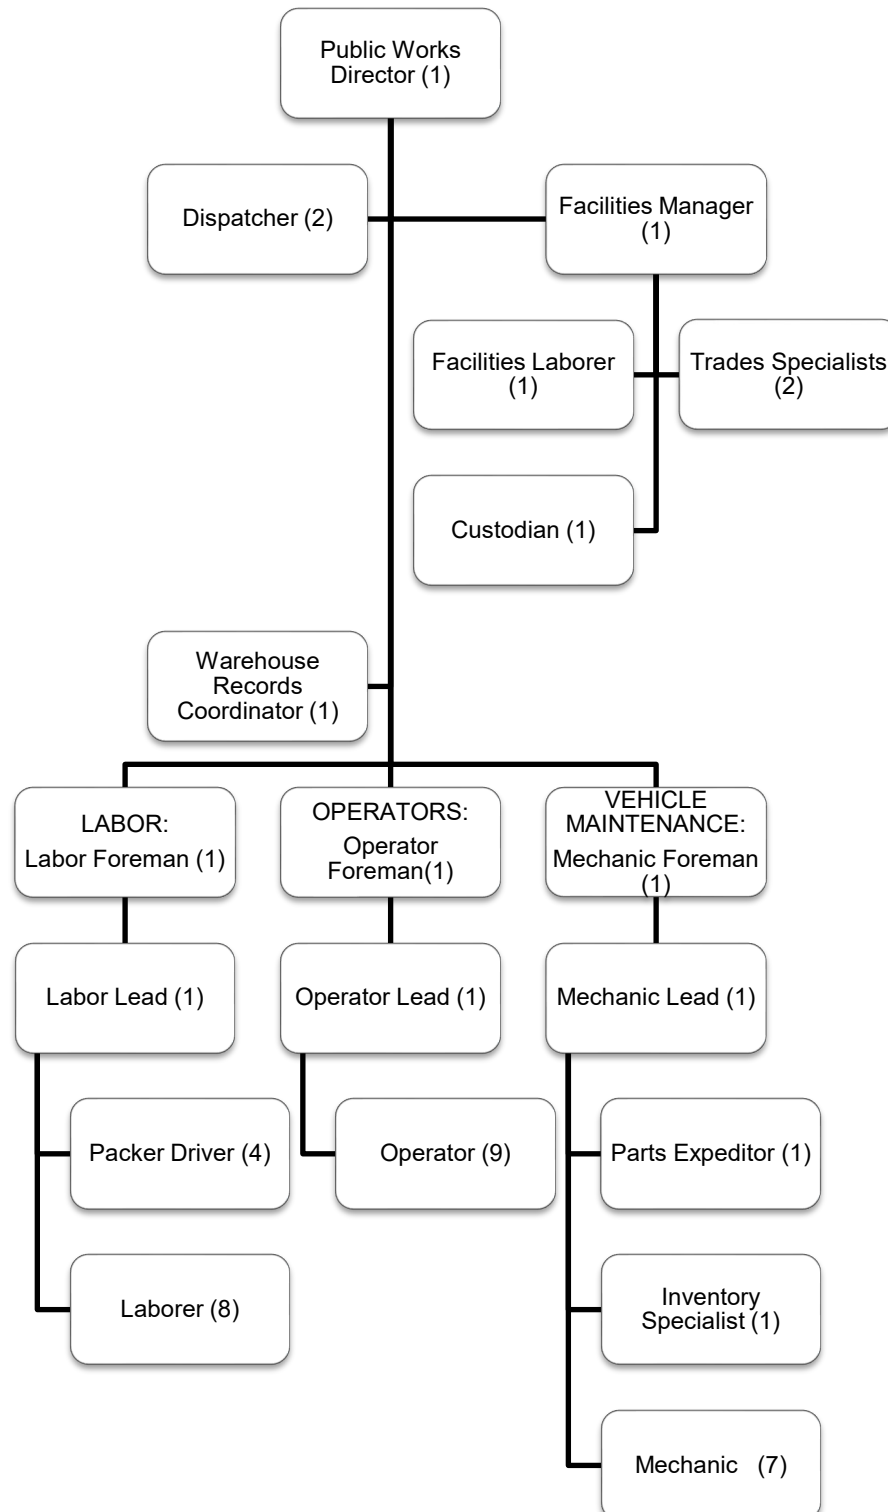 Public Works
Director (1)
Dispatcher (2)
Facilities Manager
(1)
Facilities Laborer
(1)
Trades Specialists
(2)
Custodian (1)
Warehouse
Records
Coordinator (1)
LABOR:
Labor Foreman (1)
OPERATORS:
Operator
Foreman(1)
VEHICLE
MAINTENANCE:
Mechanic Foreman
(1)
Labor Lead (1)
Operator Lead (1)
Mechanic Lead (1)
Packer Driver (4)
Operator (9)
Parts Expeditor (1)
Laborer (8)
Inventory
Specialist (1)
Mechanic (7)